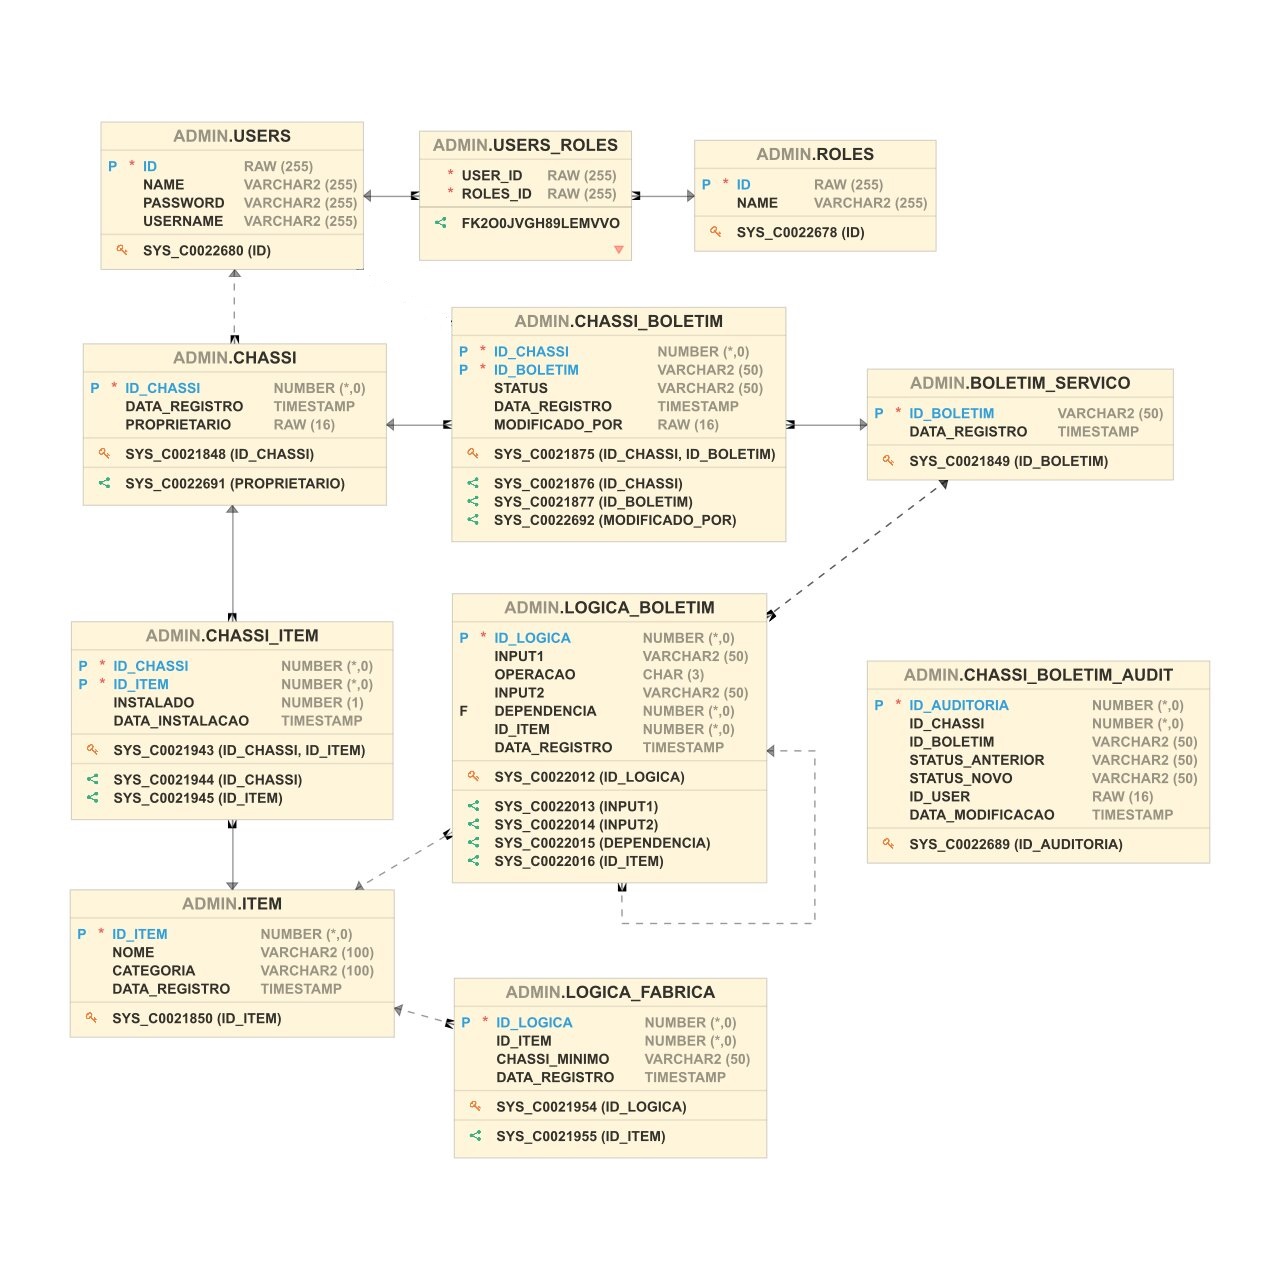 ADMIN.USERS
P * ID RAW (255)
NAME VARCHAR2 (255)
PASSWORD VARCHAR2 (255)
USERNAME VARCHAR2 (255)
SYS_C0022680 (ID)
ADMIN.USERS_ROLES
* USER_ID RAW (255)
* ROLES_ID RAW (255)
FK2O0JVGH89LEMVVO
ADMIN.ROLES
P * ID RAW (255)
NAME VARCHAR2 (255)
SYS_C0022678 (ID)
ADMIN.CHASSI
P * ID_CHASSI NUMBER (*,0)
DATA_REGISTRO TIMESTAMP
PROPRIETARIO RAW (16)
SYS_C0021848 (ID_CHASSI)
SYS_C0022691 (PROPRIETARIO)
ADMIN.CHASSI_BOLETIM
P * ID_CHASSI NUMBER (*,0)
P * ID_BOLETIM VARCHAR2 (50)
STATUS VARCHAR2 (50)
DATA_REGISTRO TIMESTAMP
MODIFICADO_POR RAW (16)
SYS_C0021875 (ID_CHASSI, ID_BOLETIM)
SYS_C0021876 (ID_CHASSI)
SYS_C0021877 (ID_BOLETIM)
SYS_C0022692 (MODIFICADO_POR)
ADMIN.BOLETIM_SERVICO
P * ID_BOLETIM VARCHAR2 (50)
DATA_REGISTRO TIMESTAMP
SYS_C0021849 (ID_BOLETIM)
ADMIN.CHASSI_ITEM
P * ID_CHASSI NUMBER (*,0)
P * ID_ITEM NUMBER (*,0)
INSTALADO NUMBER (1)
DATA_INSTALACAO TIMESTAMP
SYS_C0021943 (ID_CHASSI, ID_ITEM)
SYS_C0021944 (ID_CHASSI)
SYS_C0021945 (ID_ITEM)
ADMIN.LOGICA_BOLETIM
P * ID_LOGICA NUMBER (*,0)
INPUT1 VARCHAR2 (50)
OPERACAO CHAR (3)
INPUT2 VARCHAR2 (50)
F DEPENDENCIA NUMBER (*,0)
ID_ITEM NUMBER (*,0)
DATA_REGISTRO TIMESTAMP
SYS_C0022012 (ID_LOGICA)
SYS_C0022013 (INPUT1)
SYS_C0022014 (INPUT2)
SYS_C0022015 (DEPENDENCIA)
SYS_C0022016 (ID_ITEM)
ADMIN.CHASSI_BOLETIM_AUDIT
P * ID_AUDITORIA NUMBER (*,0)
ID_CHASSI NUMBER (*,0)
ID_BOLETIM VARCHAR2 (50)
STATUS_ANTERIOR VARCHAR2 (50)
STATUS_NOVO VARCHAR2 (50)
ID_USER RAW (16)
DATA_MODIFICACAO TIMESTAMP
SYS_C0022689 (ID_AUDITORIA)
ADMIN.ITEM
P * ID_ITEM NUMBER (*,0)
NOME VARCHAR2 (100)
CATEGORIA VARCHAR2 (100)
DATA_REGISTRO TIMESTAMP
SYS_C0021850 (ID_ITEM)
ADMIN.LOGICA_FABRICA
P * ID_LOGICA NUMBER (*,0)
ID_ITEM NUMBER (*,0)
CHASSI_MINIMO VARCHAR2 (50)
DATA_REGISTRO TIMESTAMP
SYS_C0021954 (ID_LOGICA)
SYS_C0021955 (ID_ITEM)